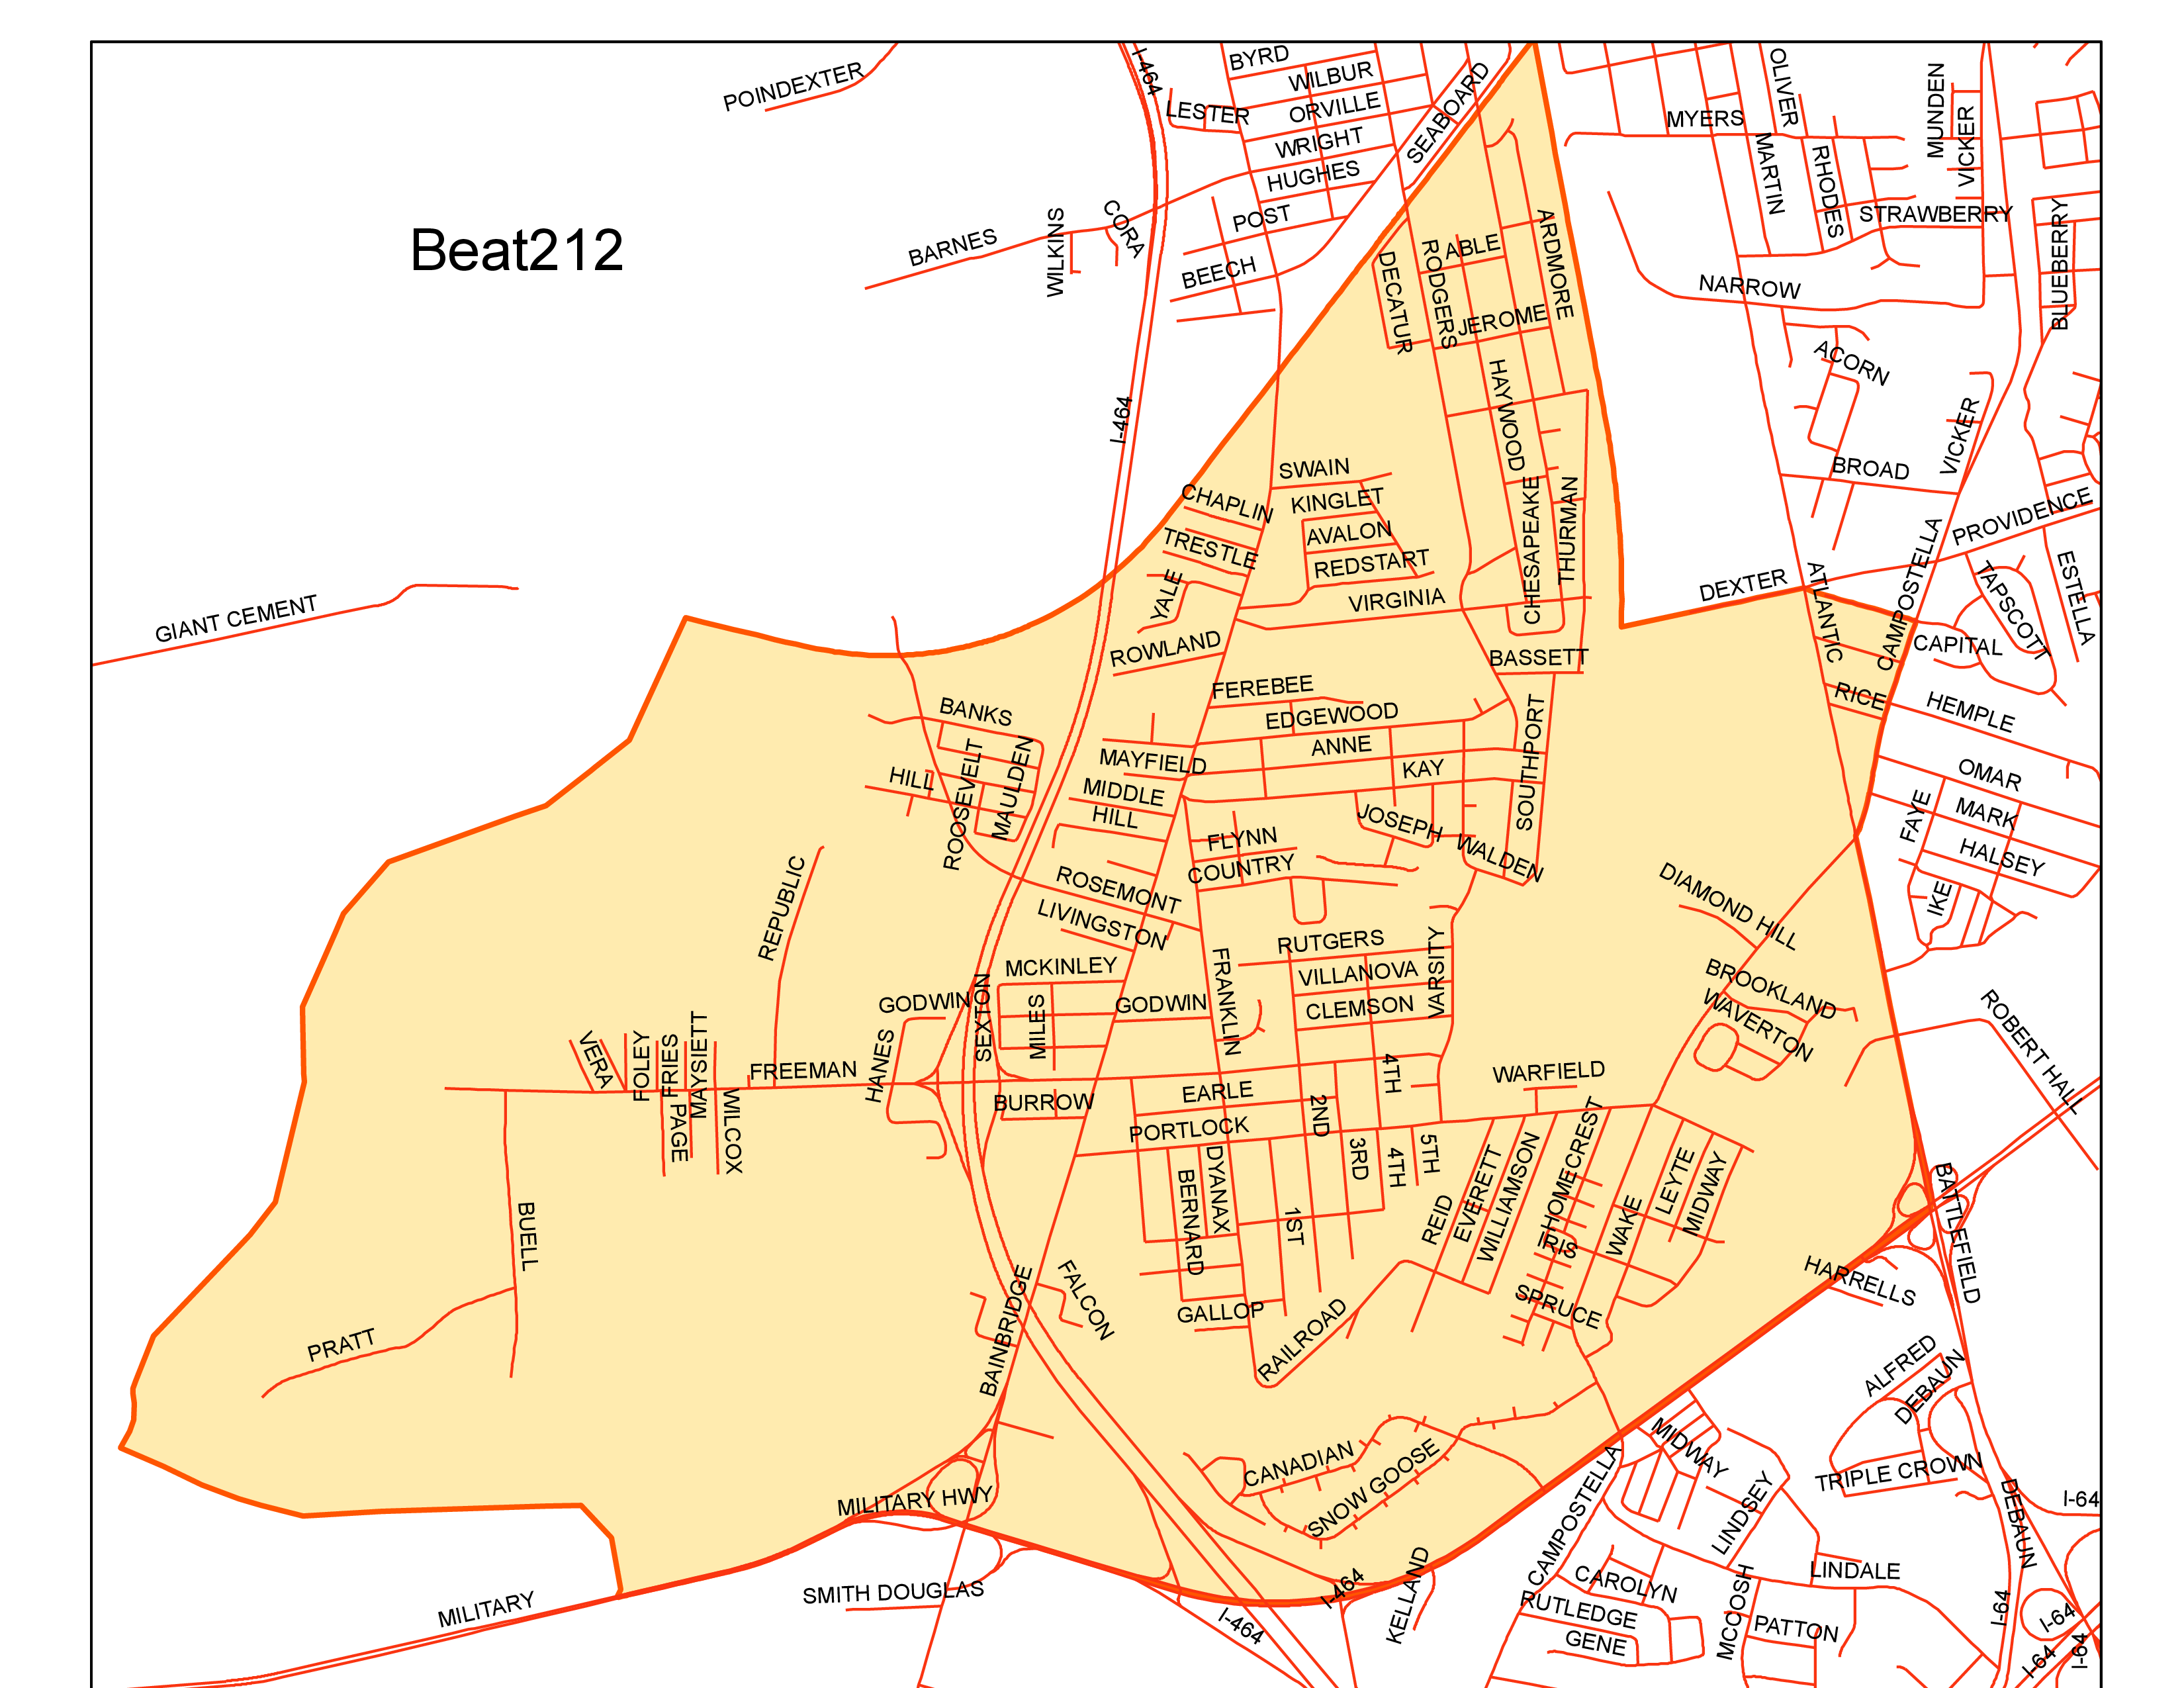 BYRD
I-464
POINDEXTER
WILBUR
OLIVER
LESTER
ORVILLE
SEABOARD
MYERS
MUNDEN
VICKER
WRIGHT
MARTIN
RHODES
HUGHES
CORA
WILKINS
POST
STRAWBERRY
Beat212
BARNES
ARDMORE
ABLE
RODGERS
DECATUR
BEECH
BLUEBERRY
NARROW
JEROME
ACORN
I-464
HAYWOOD
VICKER
BROAD
SWAIN
CHAPLIN
KINGLET
CHESAPEAKE
THURMAN
PROVIDENCE
AVALON
TRESTLE
REDSTART
CAMPOSTELLA
ESTELLA
TAPSCOTT
DEXTER
ATLANTIC
YALE
VIRGINIA
GIANT CEMENT
ROWLAND
CAPITAL
BASSETT
FEREBEE
RICE
HEMPLE
BANKS
EDGEWOOD
SOUTHPORT
ANNE
MAYFIELD
KAY
ROOSEVELT
MAULDEN
HILL
MIDDLE
OMAR
HILL
FAYE
MARK
JOSEPH
FLYNN
HALSEY
WALDEN
COUNTRY
ROSEMONT
IKE
DIAMOND HILL
REPUBLIC
LIVINGSTON
RUTGERS
VARSITY
MCKINLEY
VILLANOVA
BROOKLAND
FRANKLIN
GODWIN
SEXTON
MILES
GODWIN
CLEMSON
WAVERTON
ROBERT HALL
VERA
FOLEY
FRIES
MAYSIETT
FREEMAN
HANES
4TH
WARFIELD
EARLE
BURROW
PAGE
WILCOX
2ND
PORTLOCK
3RD
4TH
5TH
HOMECREST
DYANAX
BERNARD
EVERETT
WILLIAMSON
LEYTE
MIDWAY
BATTLEFIELD
BUELL
1ST
REID
WAKE
IRIS
HARRELLS
FALCON
BAINBRIDGE
GALLOP
SPRUCE
PRATT
RAILROAD
ALFRED
DEBAUN
MIDWAY
CANADIAN
SNOW GOOSE
TRIPLE CROWN
MILITARY HWY
LINDSEY
DEBAUN
I-64
CAMPOSTELLA
KELLAND
LINDALE
SMITH DOUGLAS
I-464
CAROLYN
MCCOSH
MILITARY
RUTLEDGE
I-64
I-64
I-464
PATTON
GENE
I-64
I-64